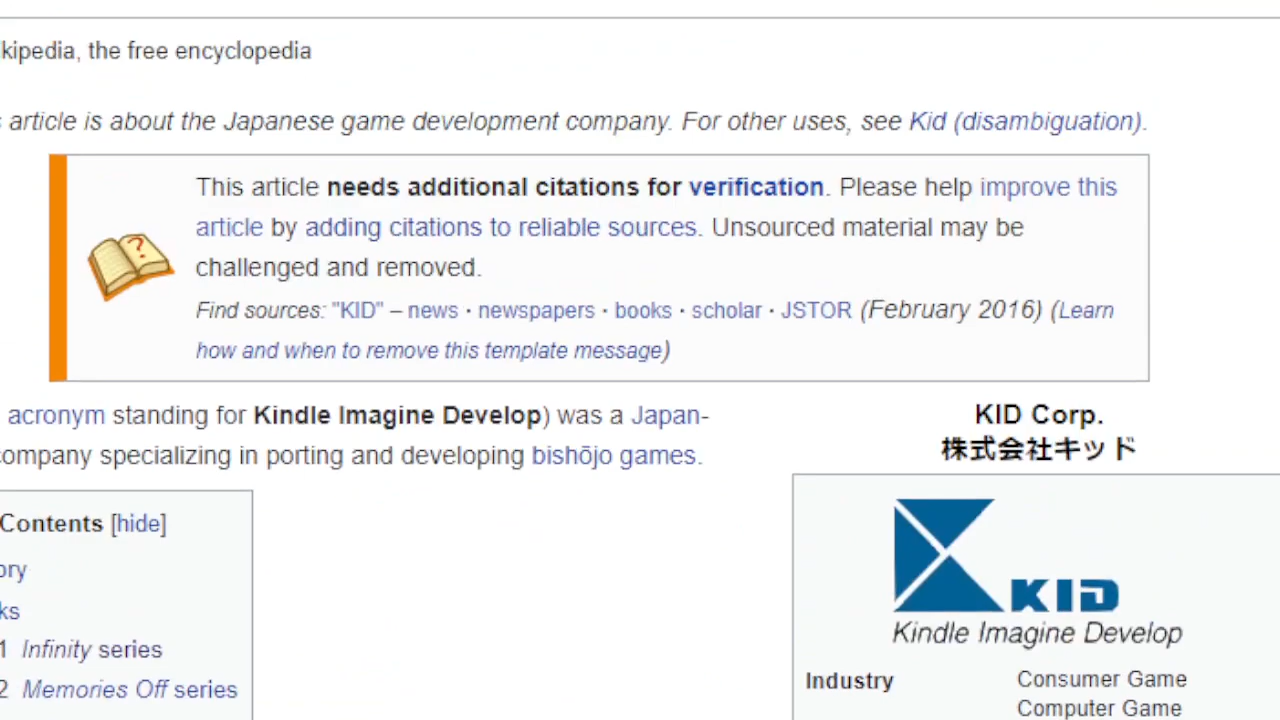 kipedia, the free encyclopedia
s article is about the Japanese game development company. For other uses, see Kid (disambiguation).
This article needs additional citations for verification. Please help improve this
article by adding citations to reliable sources. Unsourced material may be
challenged and removed.
Find sources: "KID" – news · newspapers · books · scholar · JSTOR (February 2016) (Learn
how and when to remove this template message)
acronym standing for Kindle Imagine Develop) was a Japan-
company specializing in porting and developing bishōjo games.
KID Corp.
株式会社キッド
Contents [hide]
ory
ks
1 Infinity series
2 Memories Off series
KID
Kindle Imagine Develop
Industry Consumer Game
Computer Game